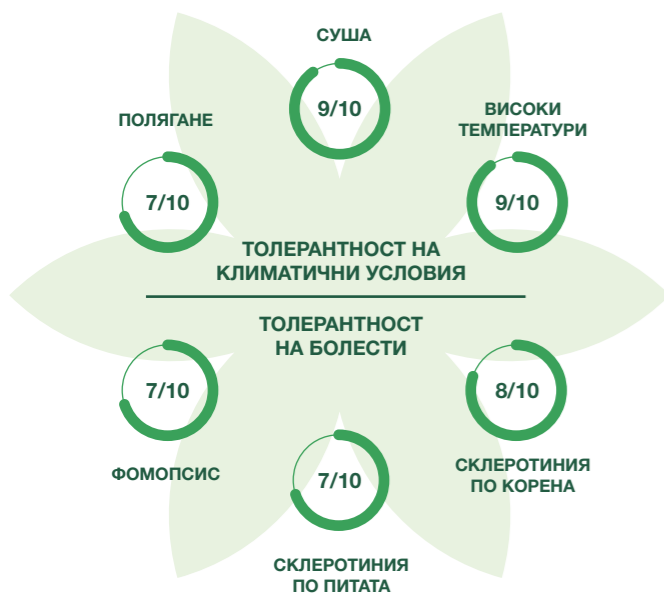 СУША
9/10
ПОЛЯГАНЕ
7/10
ВИСОКИ
ТЕМПЕРАТУРИ
9/10
ТОЛЕРАНТНОСТ НА
КЛИМАТИЧНИ УСЛОВИЯ
ТОЛЕРАНТНОСТ
НА БОЛЕСТИ
7/10
ФОМОПСИС
8/10
СКЛЕРОТИНИЯ
ПО КОРЕНА
7/10
СКЛЕРОТИНИЯ
ПО ПИТАТА